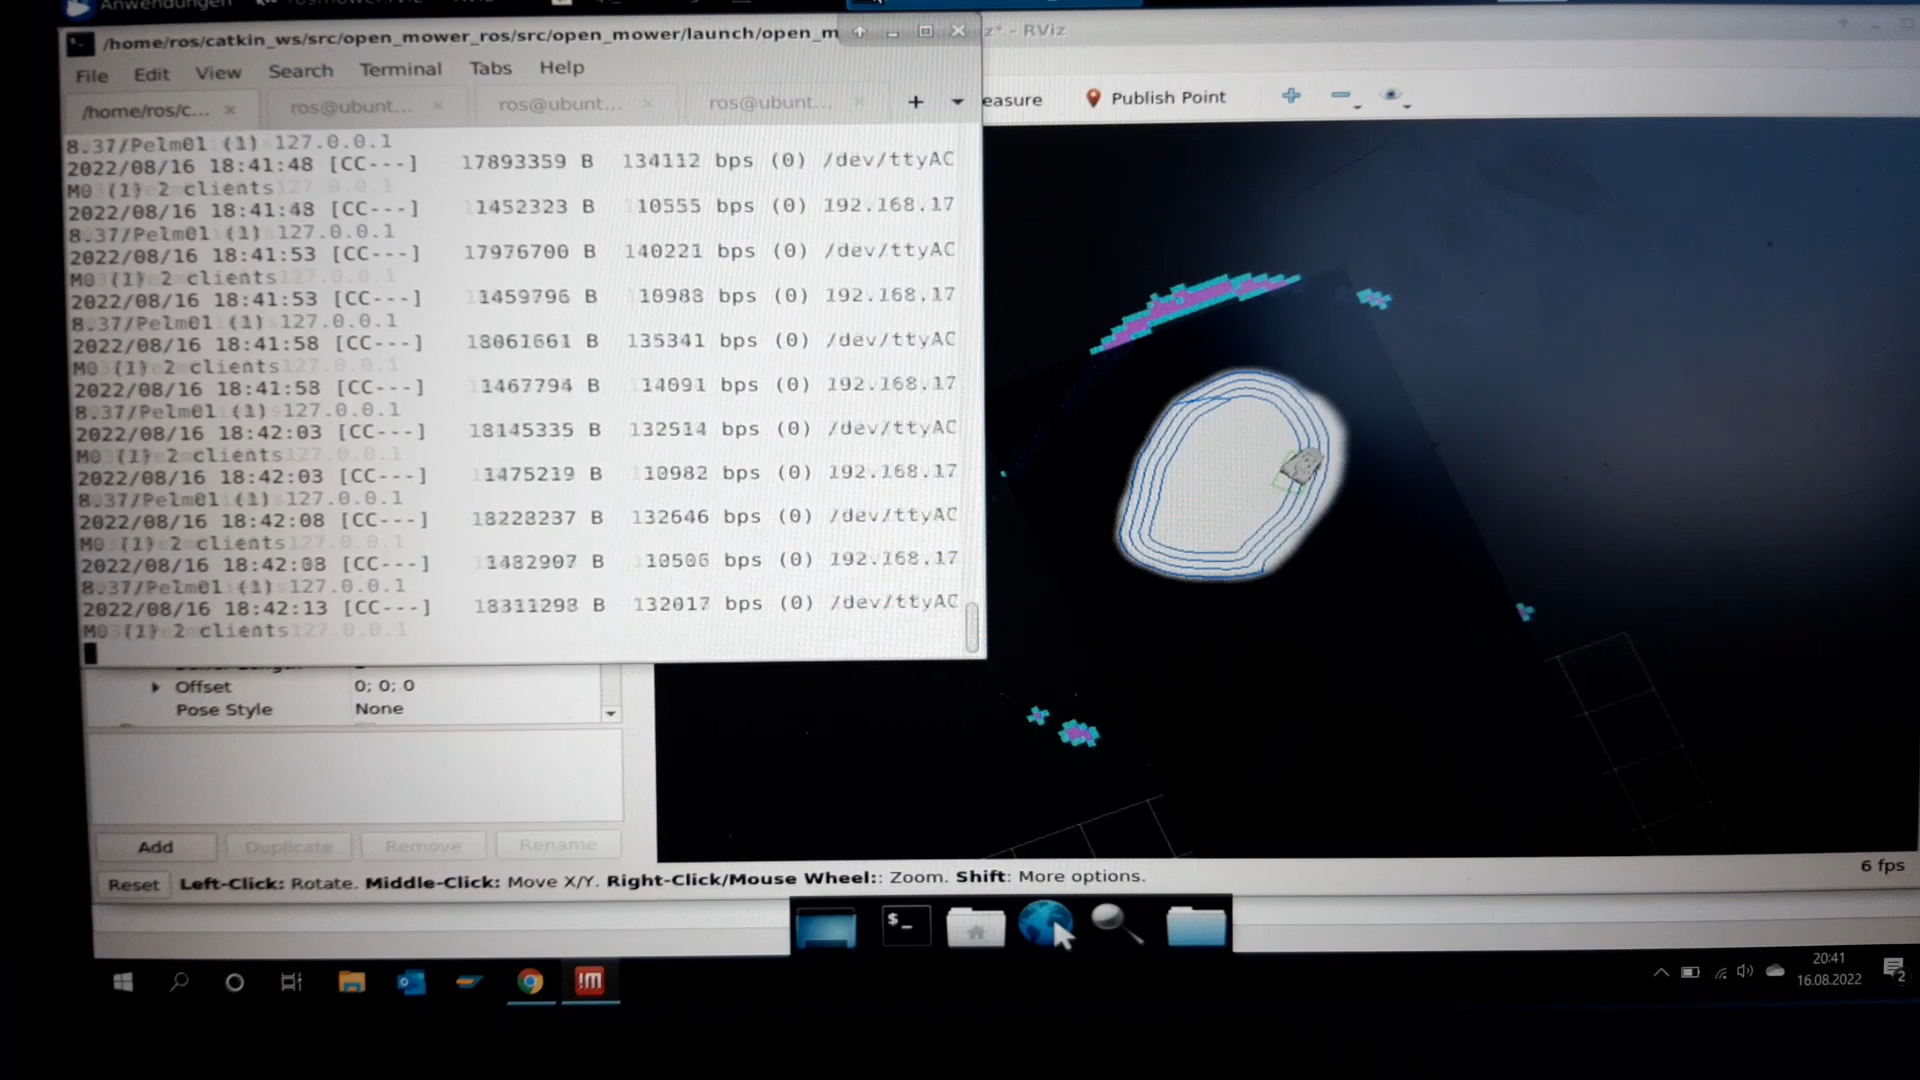 Anwendungen
/home/ros/catkin_ws/src/open_mower_ros/src/open_mower/launch/open_m
z* - RViz
File Edit View Search Terminal Tabs Help
/home/ros/c... ros@ubunt... ros@ubunt... ros@ubunt...
easure Publish Point
8.37/Pelm01 (1) 127.0.0.1
2022/08/16 18:41:48 [CC---] 17893359 B 134112 bps (0) /dev/ttyAC
M0 (1) 2 clients
2022/08/16 18:41:48 [CC---] 1452323 B 10555 bps (0) 192.168.17
8.37/Pelm01 (1) 127.0.0.1
2022/08/16 18:41:53 [CC---] 17976700 B 140221 bps (0) /dev/ttyAC
M0 (1) 2 clients
2022/08/16 18:41:53 [CC---] 1459796 B 10988 bps (0) 192.168.17
8.37/Pelm01 (1) 127.0.0.1
2022/08/16 18:41:58 [CC---] 18061661 B 135341 bps (0) /dev/ttyAC
M0 (1) 2 clients
2022/08/16 18:41:58 [CC---] 1467794 B 14091 bps (0) 192.168.17
8.37/Pelm01 (1) 127.0.0.1
2022/08/16 18:42:03 [CC---] 18145335 B 132514 bps (0) /dev/ttyAC
M0 (1) 2 clients
2022/08/16 18:42:03 [CC---] 1475219 B 10982 bps (0) 192.168.17
8.37/Pelm01 (1) 127.0.0.1
2022/08/16 18:42:08 [CC---] 18228237 B 132646 bps (0) /dev/ttyAC
M0 (1) 2 clients
2022/08/16 18:42:08 [CC---] 1482907 B 10506 bps (0) 192.168.17
8.37/Pelm01 (1) 127.0.0.1
2022/08/16 18:42:13 [CC---] 18311298 B 132017 bps (0) /dev/ttyAC
M0 (1) 2 clients
Offset 0; 0; 0
Pose Style None
Add Duplicate Remove Rename
Reset Left-Click: Rotate. Middle-Click: Move X/Y. Right-Click/Mouse Wheel:: Zoom. Shift: More options.
6 fps
20:41
16.08.2022
2